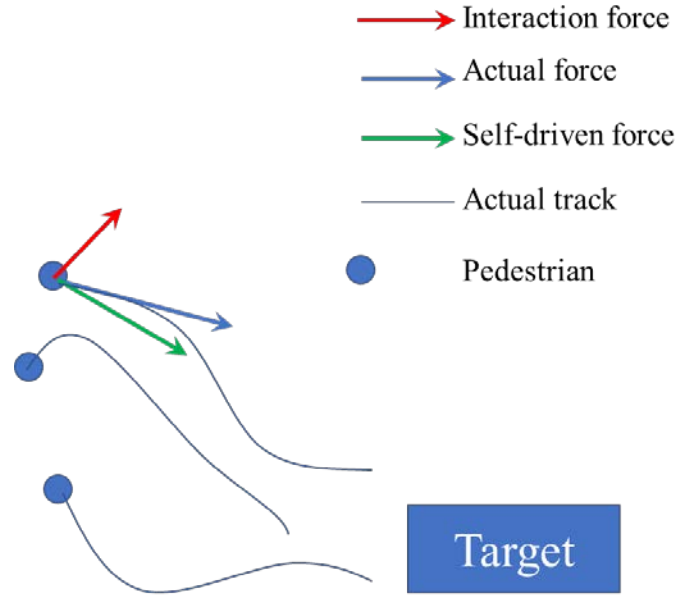 Interaction force
Actual force
Self-driven force
Actual track
Pedestrian
Target